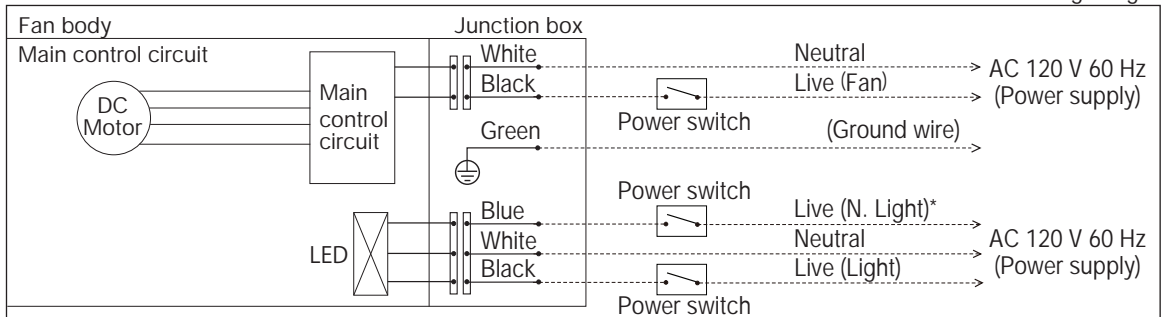 Fan body
Junction box
Main control circuit
White
Neutral
AC 120 V 60 Hz
(Power supply)
Black
Live (Fan)
DC
Motor
Main
control
circuit
Power switch
Green
(Ground wire)
Power switch
Blue
Live (N. Light)*
LED
White
Neutral
AC 120 V 60 Hz
(Power supply)
Black
Live (Light)
Power switch